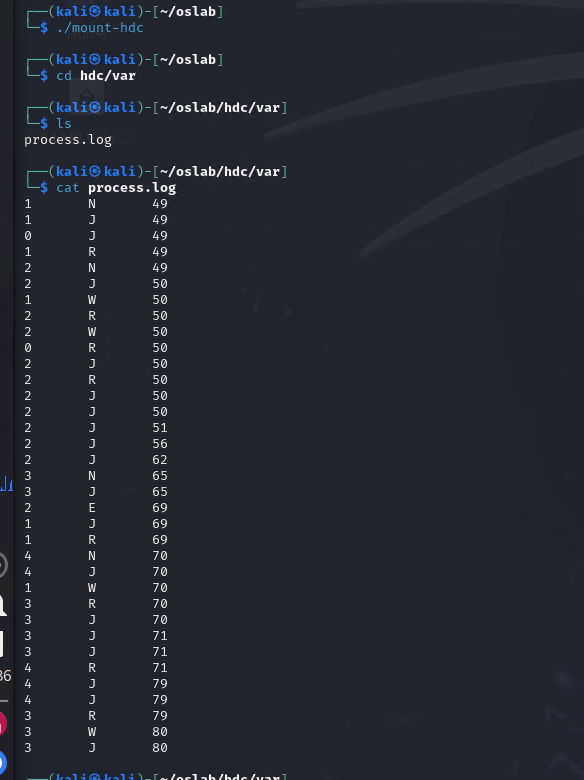 ┌──(kali㉿kali)-[~/oslab]
└─$ ./mount-hdc
┌──(kali㉿kali)-[~/oslab]
└─$ cd hdc/var
┌──(kali㉿kali)-[~/oslab/hdc/var]
└─$ ls
process.log
┌──(kali㉿kali)-[~/oslab/hdc/var]
└─$ cat process.log
1 N 49
1 J 49
0 J 49
1 R 49
2 N 49
2 J 50
1 W 50
2 R 50
2 W 50
0 R 50
2 J 50
2 R 50
2 J 50
2 J 50
2 J 51
2 J 56
2 J 62
3 N 65
3 J 65
2 E 69
1 J 69
1 R 69
4 N 70
4 J 70
1 W 70
3 R 70
3 J 70
3 J 71
3 J 71
4 R 71
4 J 79
4 J 79
3 R 79
3 W 80
3 J 80
┌──(kali㉿kali)-[~/oslab/hdc/var]